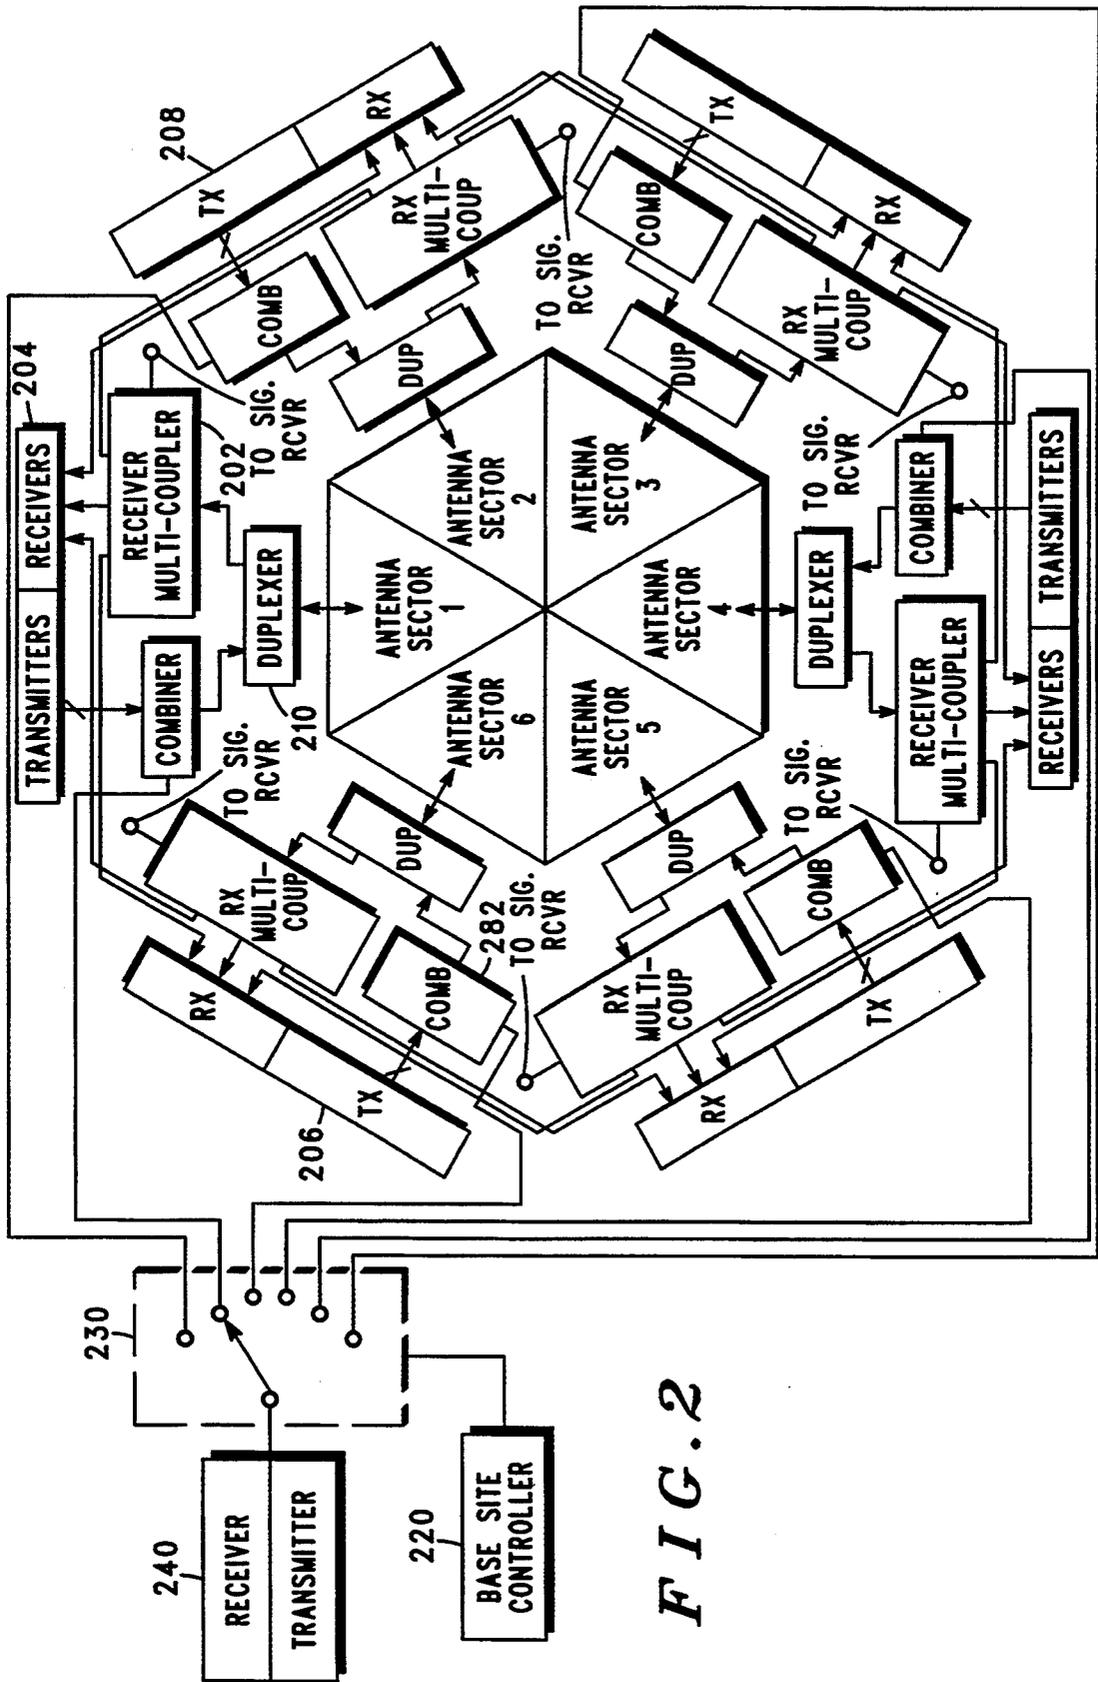 204
TRANSMITTERS
RECEIVERS
208
TX
RX
COMBINER
RECEIVER
MULTI-COUPLER
202
TO SIG.
RCVR
COMB
RX
MULTI-
COUP
DUP
210
DUPLEXER
ANTENNA
SECTOR
1
ANTENNA
SECTOR
2
ANTENNA
SECTOR
3
ANTENNA
SECTOR
4
ANTENNA
SECTOR
5
ANTENNA
SECTOR
6
TO SIG.
RCVR
TX
RX
COMB
RX
MULTI-
COUP
DUP
TO SIG.
RCVR
DUPLEXER
COMBINER
RECEIVER
MULTI-COUPLER
RECEIVERS
TRANSMITTERS
TO SIG.
RCVR
DUP
COMB
RX
MULTI-
COUP
TX
RX
282
TO SIG.
RCVR
TO SIG.
RCVR
DUP
RX
MULTI-
COUP
COMB
RX
TX
206
230
240
RECEIVER
TRANSMITTER
220
BASE SITE
CONTROLLER
FIG.2